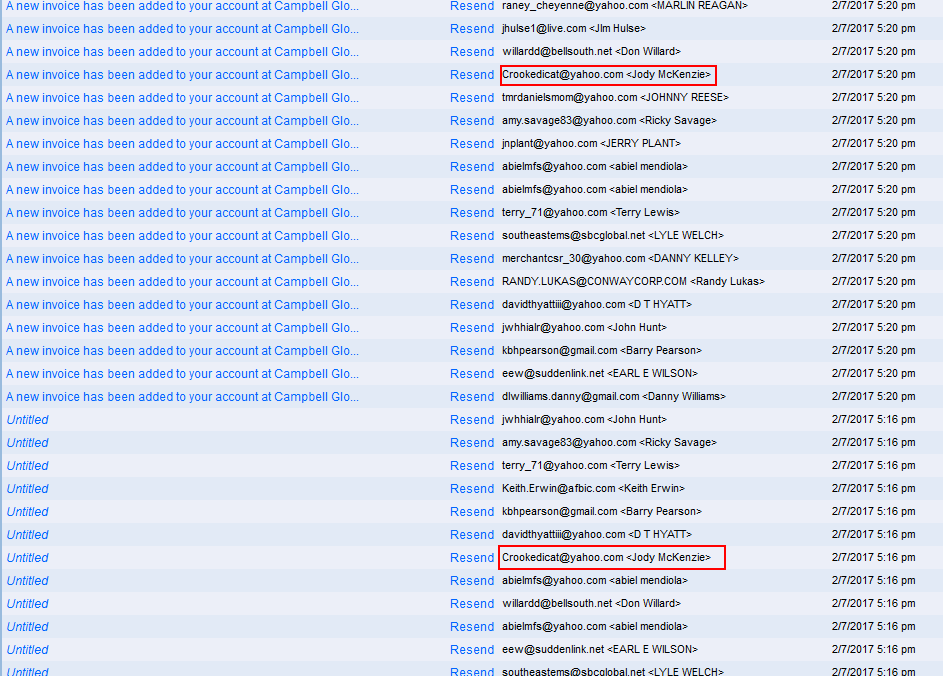 A new invoice has been added to your account at Campbell Glo... Resend raney_cheyenne@yahoo.com <MARLIN REAGAN> 2/7/2017 5:20 pm
A new invoice has been added to your account at Campbell Glo... Resend jhulse1@live.com <JIm Hulse> 2/7/2017 5:20 pm
A new invoice has been added to your account at Campbell Glo... Resend willardd@bellsouth.net <Don Willard> 2/7/2017 5:20 pm
A new invoice has been added to your account at Campbell Glo... Resend Crookedicat@yahoo.com <Jody McKenzie> 2/7/2017 5:20 pm
A new invoice has been added to your account at Campbell Glo... Resend tmrdanielsmom@yahoo.com <JOHNNY REESE> 2/7/2017 5:20 pm
A new invoice has been added to your account at Campbell Glo... Resend amy.savage83@yahoo.com <Ricky Savage> 2/7/2017 5:20 pm
A new invoice has been added to your account at Campbell Glo... Resend jnplant@yahoo.com <JERRY PLANT> 2/7/2017 5:20 pm
A new invoice has been added to your account at Campbell Glo... Resend abielmfs@yahoo.com <abiel mendiola> 2/7/2017 5:20 pm
A new invoice has been added to your account at Campbell Glo... Resend abielmfs@yahoo.com <abiel mendiola> 2/7/2017 5:20 pm
A new invoice has been added to your account at Campbell Glo... Resend terry_71@yahoo.com <Terry Lewis> 2/7/2017 5:20 pm
A new invoice has been added to your account at Campbell Glo... Resend southeastems@sbcglobal.net <LYLE WELCH> 2/7/2017 5:20 pm
A new invoice has been added to your account at Campbell Glo... Resend merchantcsr_30@yahoo.com <DANNY KELLEY> 2/7/2017 5:20 pm
A new invoice has been added to your account at Campbell Glo... Resend RANDY.LUKAS@CONWAYCORP.COM <Randy Lukas> 2/7/2017 5:20 pm
A new invoice has been added to your account at Campbell Glo... Resend davidthyattiii@yahoo.com <D T HYATT> 2/7/2017 5:20 pm
A new invoice has been added to your account at Campbell Glo... Resend jwhhialr@yahoo.com <John Hunt> 2/7/2017 5:20 pm
A new invoice has been added to your account at Campbell Glo... Resend kbhpearson@gmail.com <Barry Pearson> 2/7/2017 5:20 pm
A new invoice has been added to your account at Campbell Glo... Resend eew@suddenlink.net <EARL E WILSON> 2/7/2017 5:20 pm
A new invoice has been added to your account at Campbell Glo... Resend dlwilliams.danny@gmail.com <Danny Williams> 2/7/2017 5:20 pm
Untitled Resend jwhhialr@yahoo.com <John Hunt> 2/7/2017 5:16 pm
Untitled Resend amy.savage83@yahoo.com <Ricky Savage> 2/7/2017 5:16 pm
Untitled Resend terry_71@yahoo.com <Terry Lewis> 2/7/2017 5:16 pm
Untitled Resend Keith.Erwin@afbic.com <Keith Erwin> 2/7/2017 5:16 pm
Untitled Resend kbhpearson@gmail.com <Barry Pearson> 2/7/2017 5:16 pm
Untitled Resend davidthyattiii@yahoo.com <D T HYATT> 2/7/2017 5:16 pm
Untitled Resend Crookedicat@yahoo.com <Jody McKenzie> 2/7/2017 5:16 pm
Untitled Resend abielmfs@yahoo.com <abiel mendiola> 2/7/2017 5:16 pm
Untitled Resend willardd@bellsouth.net <Don Willard> 2/7/2017 5:16 pm
Untitled Resend abielmfs@yahoo.com <abiel mendiola> 2/7/2017 5:16 pm
Untitled Resend eew@suddenlink.net <EARL E WILSON> 2/7/2017 5:16 pm
Untitled Resend southeastems@sbcglobal.net <LYLE WELCH> 2/7/2017 5:16 pm